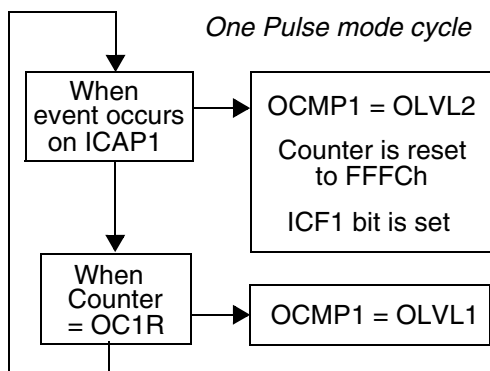 One Pulse mode cycle
When
event occurs
on ICAP1
OCMP1 = OLVL2
Counter is reset
to FFFCh
ICF1 bit is set
When
Counter
= OC1R
OCMP1 = OLVL1